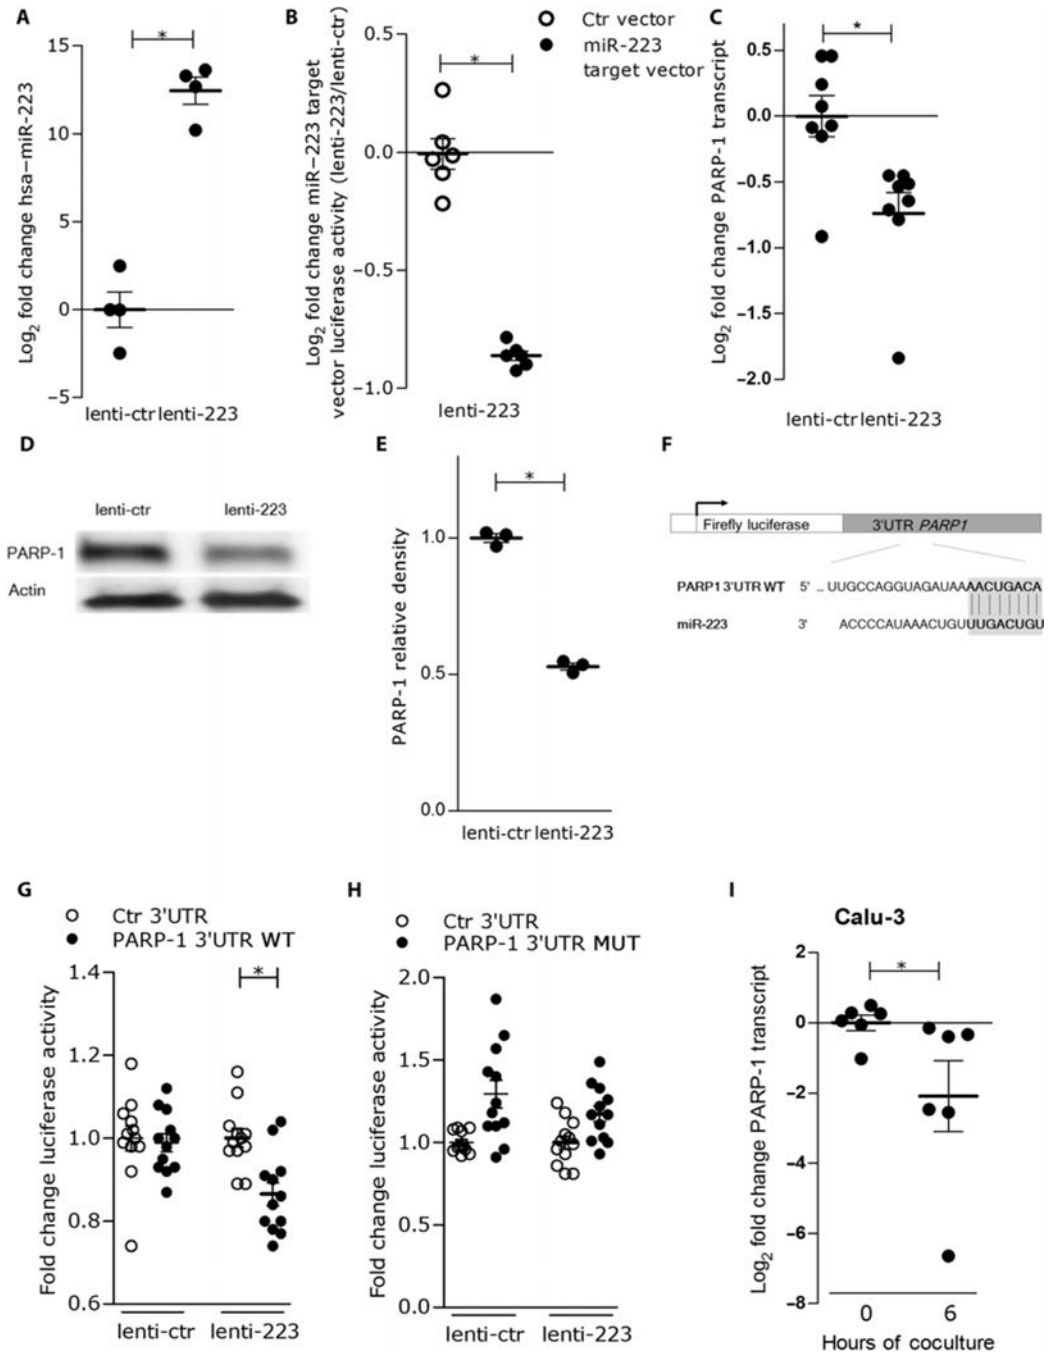 A
Log2 fold change hsa−miR-223
15
10
5
0
−5
*
lenti-ctr lenti-223
B
Log2 fold change miR−223 target
vector luciferase activity (lenti-223/lenti-ctr)
0.5
0.0
−0.5
−1.0
*
Ctr vector
miR-223
target vector
lenti-223
C
Log2 fold change PARP-1 transcript
0.5
0.0
−0.5
−1.0
−1.5
−2.0
*
lenti-ctr lenti-223
D
lenti-ctr lenti-223
PARP-1
Actin
E
PARP-1 relative density
1.0
0.5
0.0
*
lenti-ctr lenti-223
F
Firefly luciferase 3'UTR PARP1
PARP1 3'UTR WT 5' ... UUGCCAGGUAGAUAAAACUGACA
miR-223 3' ACCCCAUAAACUGUUUGACUGU
G
Ctr 3'UTR
PARP-1 3'UTR WT
Fold change luciferase activity
1.4
1.2
1.0
0.8
0.6
*
lenti-ctr lenti-223
H
Ctr 3'UTR
PARP-1 3'UTR MUT
Fold change luciferase activity
2.0
1.5
1.0
0.5
0.0
lenti-ctr lenti-223
I
Calu-3
Log2 fold change PARP-1 transcript
2
0
−2
−4
−6
−8
*
0 6
Hours of coculture